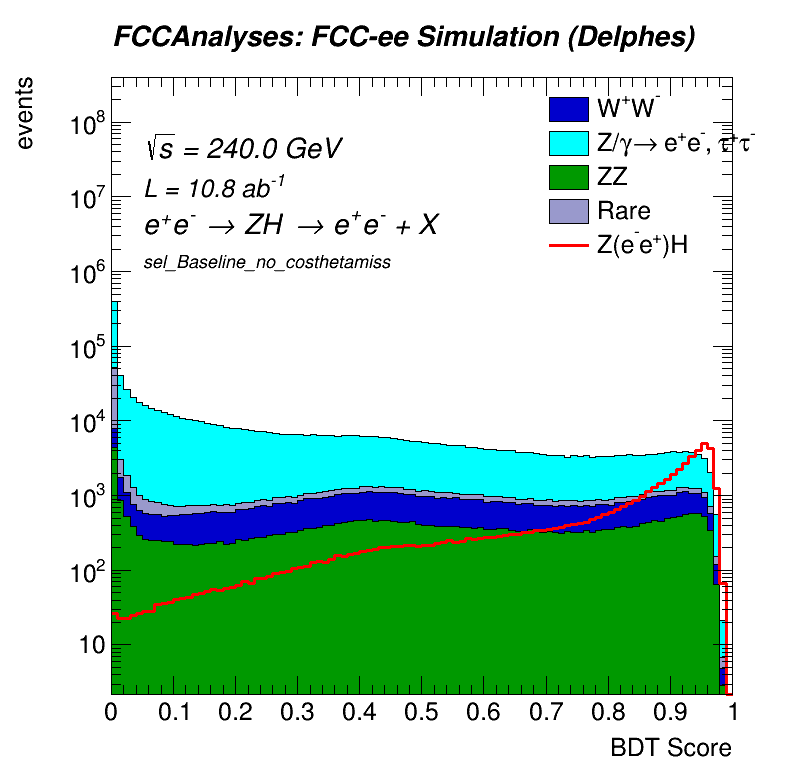 FCCAnalyses: FCC-ee Simulation (Delphes)
events
10⁸
10⁷
10⁶
10⁵
10⁴
10³
10²
10
√s = 240.0 GeV
L = 10.8 ab⁻¹
e⁺e⁻ → ZH → e⁺e⁻ + X
sel_Baseline_no_costhetamiss
W⁺W⁻
Z/γ→ e⁺e⁻, τ⁺τ⁻
ZZ
Rare
Z(e⁻e⁺)H
0 0.1 0.2 0.3 0.4 0.5 0.6 0.7 0.8 0.9 1
BDT Score